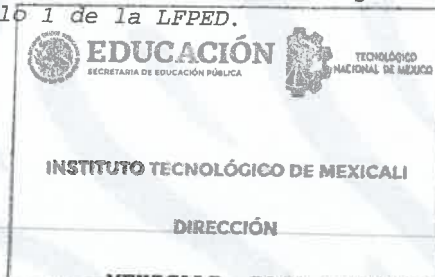 lo 1 de la LFPED.
EDUCACIÓN
SECRETARÍA DE EDUCACIÓN PÚBLICA
TECNOLÓGICO
NACIONAL DE MÉXICO
INSTITUTO TECNOLÓGICO DE MEXICALI
DIRECCIÓN